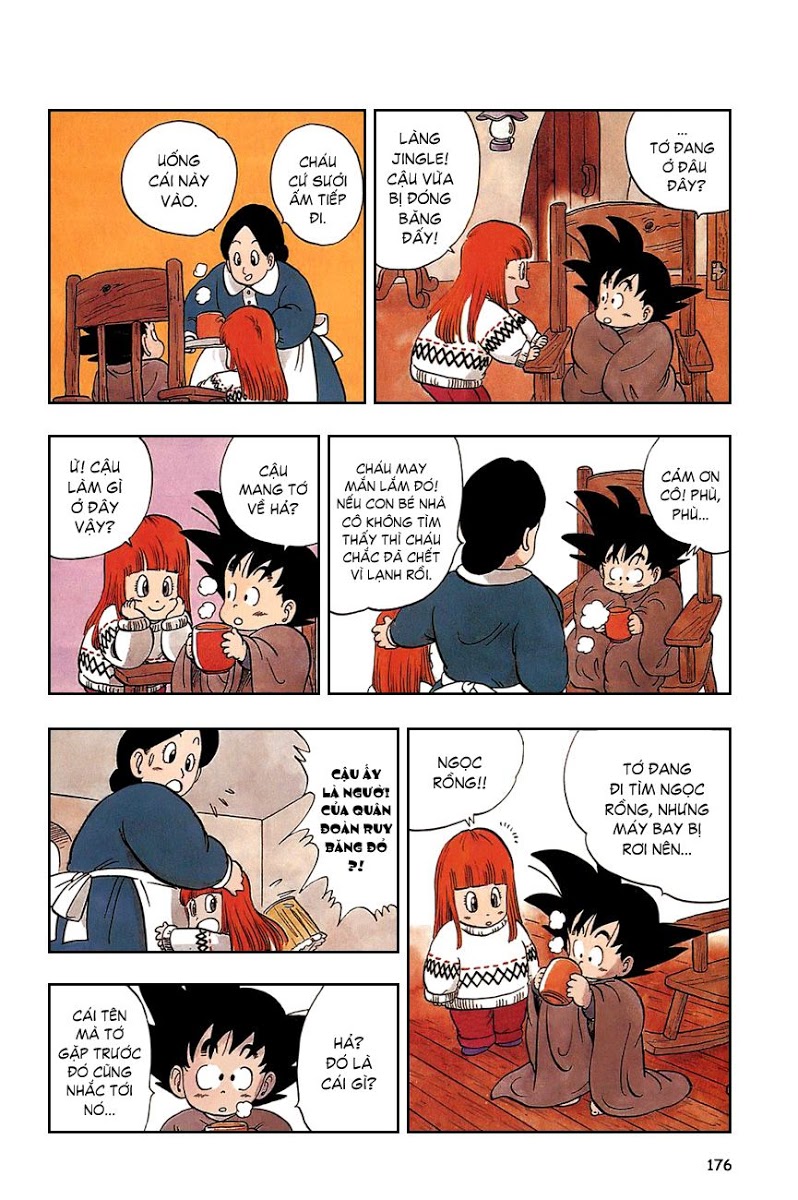 ...
TỚ ĐANG
Ở ĐÂU
ĐÂY?
LÀNG
JINGLE!
CẬU VỪA
BỊ ĐÓNG
BĂNG
ĐẤY!
CHÁU
CỨ SƯỞI
ẤM TIẾP
ĐI.
UỐNG
CÁI NÀY
VÀO.
CẢM ƠN
CÔ! PHÙ,
PHÙ...
CHÁU MAY
MẮN LẮM ĐÓ!
NẾU CON BÉ NHÀ
CÔ KHÔNG TÌM
THẤY THÌ CHÁU
CHẮC ĐÃ CHẾT
VÌ LẠNH RỒI.
CẬU
MANG TỚ
VỀ HẢ?
Ừ! CẬU
LÀM GÌ
Ở ĐÂY
VẬY?
TỚ ĐANG
ĐI TÌM NGỌC
RỒNG, NHƯNG
MÁY BAY BỊ
RƠI NÊN...
NGỌC
RỒNG!!
CẬU ẤY
LÀ NGƯỜI
CỦA QUÂN
ĐOÀN RUY
BĂNG ĐỎ
?!
HẢ?
ĐÓ LÀ
CÁI GÌ?
CÁI TÊN
MÀ TỚ
GẶP TRƯỚC
ĐÓ CŨNG
NHẮC TỚI
NÓ...
176